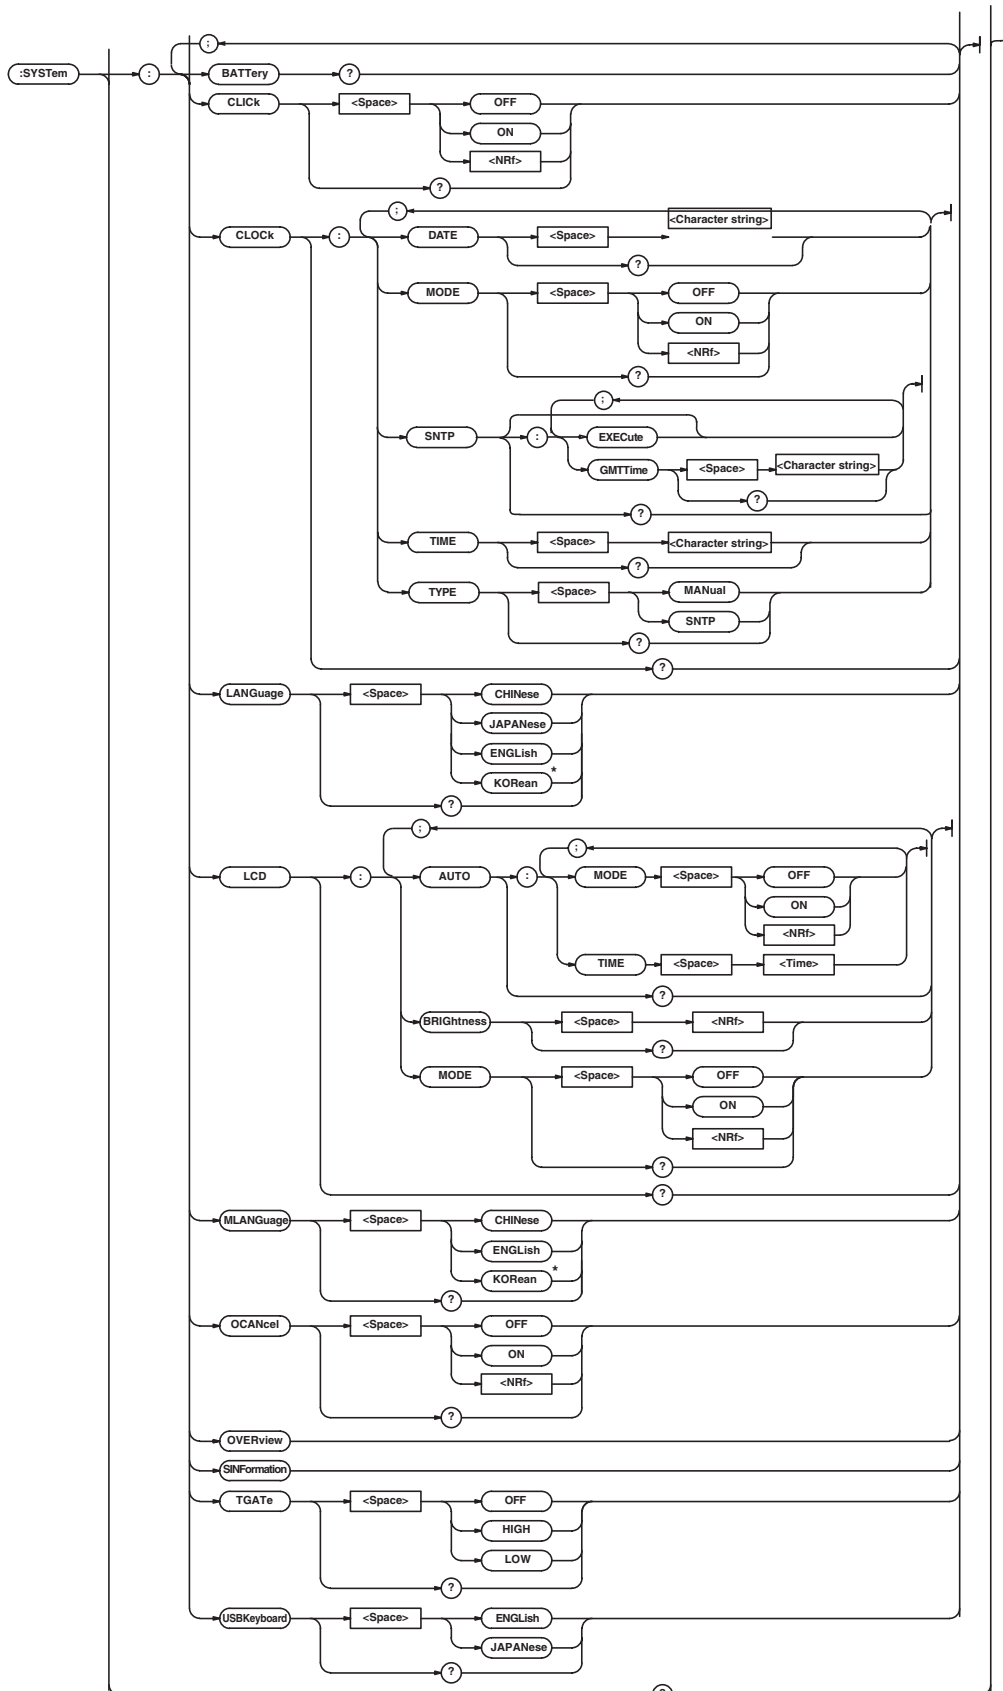 ;
:SYSTem : BATTery ?
CLICk <Space> OFF
ON
<NRf>
?
;
<Character string>
CLOCk : DATE <Space>
?
MODE <Space> OFF
ON
<NRf>
?
;
SNTP : EXECute
GMTTime <Space> <Character string>
?
?
TIME <Space> <Character string>
?
TYPE <Space> MANual
SNTP
?
?
LANGuage <Space> CHINese
JAPANese
ENGLish
KORean *
?
;
;
LCD : AUTO : MODE <Space> OFF
ON
<NRf>
TIME <Space> <Time>
?
BRIGhtness <Space> <NRf>
?
MODE <Space> OFF
ON
<NRf>
?
?
MLANGuage <Space> CHINese
ENGLish
KORean *
?
OCANcel <Space> OFF
ON
<NRf>
?
OVERview
SINFormation
TGATe <Space> OFF
HIGH
LOW
?
USBKeyboard <Space> ENGLish
JAPANese
?
?